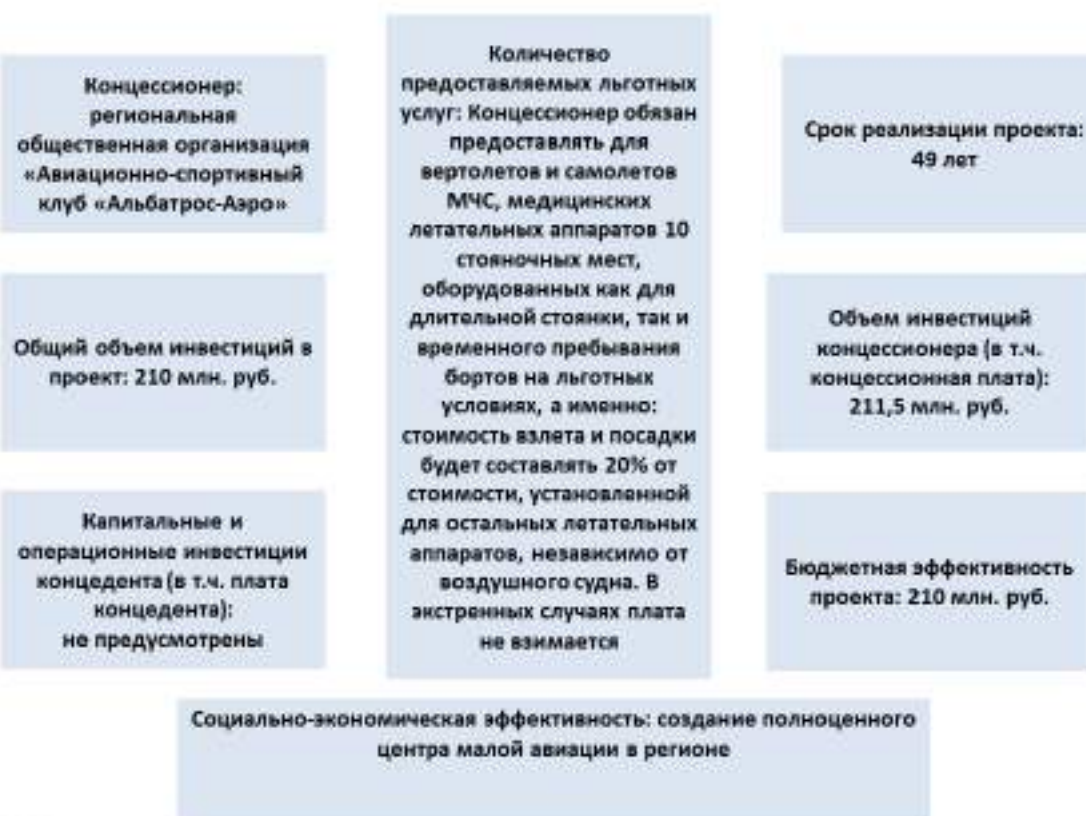 Концессионер:
региональная
общественная организация
«Авиационно-спортивный
клуб «Альбатрос-Аэро»
Общий объем инвестиций в
проект: 210 млн. руб.
Капитальные и
операционные инвестиции
концедента (в т.ч. плата
концедента):
не предусмотрены
Количество
предоставляемых льготных
услуг: Концессионер обязан
предоставлять для
вертолетов и самолетов
МЧС, медицинских
летательных аппаратов 10
стояночных мест,
оборудованных как для
длительной стоянки, так и
временного пребывания
бортов на льготных
условиях, а именно:
стоимость взлета и посадки
будет составлять 20% от
стоимости, установленной
для остальных летательных
аппаратов, независимо от
воздушного судна. В
экстренных случаях плата
не взимается
Срок реализации проекта:
49 лет
Объем инвестиций
концессионера (в т.ч.
концессионная плата):
211,5 млн. руб.
Бюджетная эффективность
проекта: 210 млн. руб.
Социально-экономическая эффективность: создание полноценного
центра малой авиации в регионе